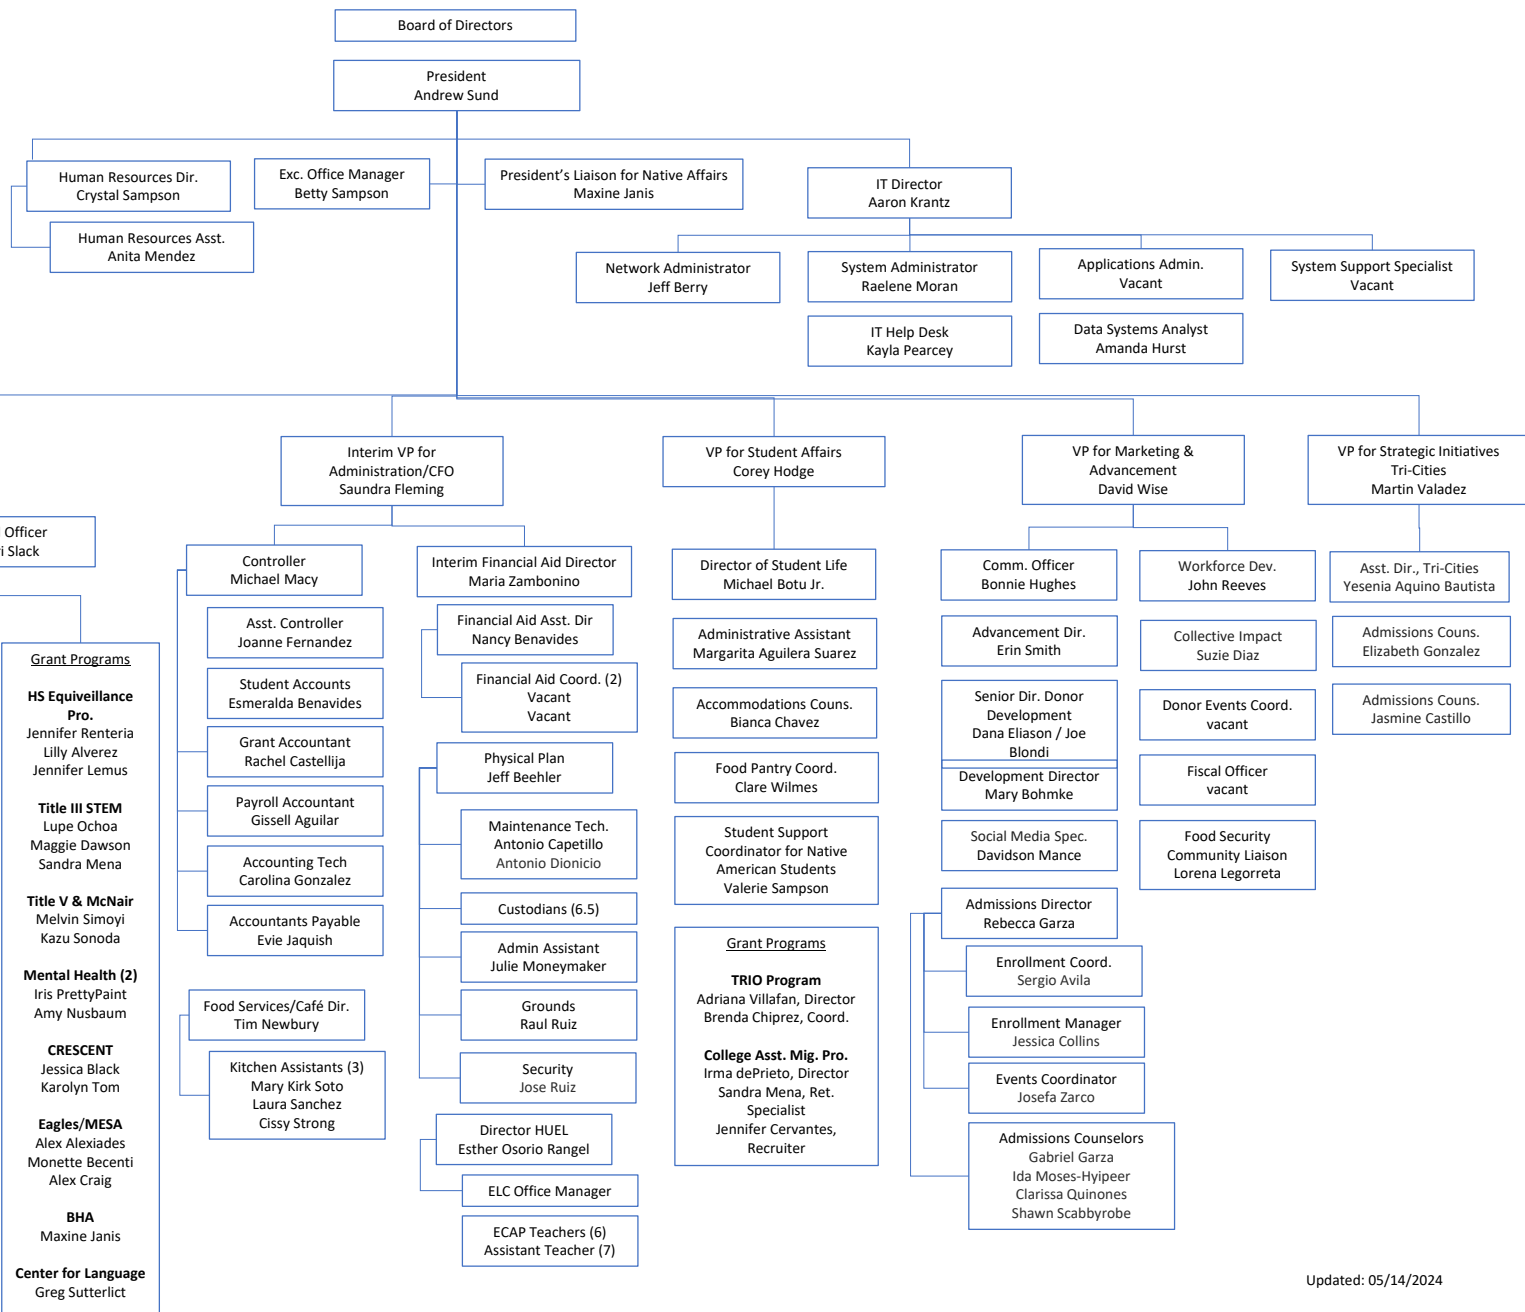 Board of Directors
President
Andrew Sund
Human Resources Dir.
Crystal Sampson
Exc. Office Manager
Betty Sampson
President’s Liaison for Native Affairs
Maxine Janis
IT Director
Aaron Krantz
Human Resources Asst.
Anita Mendez
Network Administrator
Jeff Berry
System Administrator
Raelene Moran
Applications Admin.
Vacant
System Support Specialist
Vacant
IT Help Desk
Kayla Pearcey
Data Systems Analyst
Amanda Hurst
Interim VP for
Administration/CFO
Saundra Fleming
VP for Student Affairs
Corey Hodge
VP for Marketing &
Advancement
David Wise
VP for Strategic Initiatives
Tri-Cities
Martin Valadez
Officer
i Slack
Grant Programs
HS Equiveillance
Pro.
Jennifer Renteria
Lilly Alverez
Jennifer Lemus
Title III STEM
Lupe Ochoa
Maggie Dawson
Sandra Mena
Title V & McNair
Melvin Simoyi
Kazu Sonoda
Mental Health (2)
Iris PrettyPaint
Amy Nusbaum
CRESCENT
Jessica Black
Karolyn Tom
Eagles/MESA
Alex Alexiades
Monette Becenti
Alex Craig
BHA
Maxine Janis
Center for Language
Greg Sutterlict
Controller
Michael Macy
Asst. Controller
Joanne Fernandez
Student Accounts
Esmeralda Benavides
Grant Accountant
Rachel Castellija
Payroll Accountant
Gissell Aguilar
Accounting Tech
Carolina Gonzalez
Accountants Payable
Evie Jaquish
Food Services/Café Dir.
Tim Newbury
Kitchen Assistants (3)
Mary Kirk Soto
Laura Sanchez
Cissy Strong
Interim Financial Aid Director
Maria Zambonino
Financial Aid Asst. Dir
Nancy Benavides
Financial Aid Coord. (2)
Vacant
Vacant
Physical Plan
Jeff Beehler
Maintenance Tech.
Antonio Capetillo
Antonio Dionicio
Custodians (6.5)
Admin Assistant
Julie Moneymaker
Grounds
Raul Ruiz
Security
Jose Ruiz
Director HUEL
Esther Osorio Rangel
ELC Office Manager
ECAP Teachers (6)
Assistant Teacher (7)
Director of Student Life
Michael Botu Jr.
Administrative Assistant
Margarita Aguilera Suarez
Accommodations Couns.
Bianca Chavez
Food Pantry Coord.
Clare Wilmes
Student Support
Coordinator for Native
American Students
Valerie Sampson
Grant Programs
TRIO Program
Adriana Villafan, Director
Brenda Chiprez, Coord.
College Asst. Mig. Pro.
Irma dePrieto, Director
Sandra Mena, Ret.
Specialist
Jennifer Cervantes,
Recruiter
Comm. Officer
Bonnie Hughes
Advancement Dir.
Erin Smith
Senior Dir. Donor
Development
Dana Eliason / Joe
Blondi
Development Director
Mary Bohmke
Social Media Spec.
Davidson Mance
Admissions Director
Rebecca Garza
Enrollment Coord.
Sergio Avila
Enrollment Manager
Jessica Collins
Events Coordinator
Josefa Zarco
Admissions Counselors
Gabriel Garza
Ida Moses-Hyipeer
Clarissa Quinones
Shawn Scabbyrobe
Workforce Dev.
John Reeves
Collective Impact
Suzie Diaz
Donor Events Coord.
vacant
Fiscal Officer
vacant
Food Security
Community Liaison
Lorena Legorreta
Asst. Dir., Tri-Cities
Yesenia Aquino Bautista
Admissions Couns.
Elizabeth Gonzalez
Admissions Couns.
Jasmine Castillo
Updated: 05/14/2024